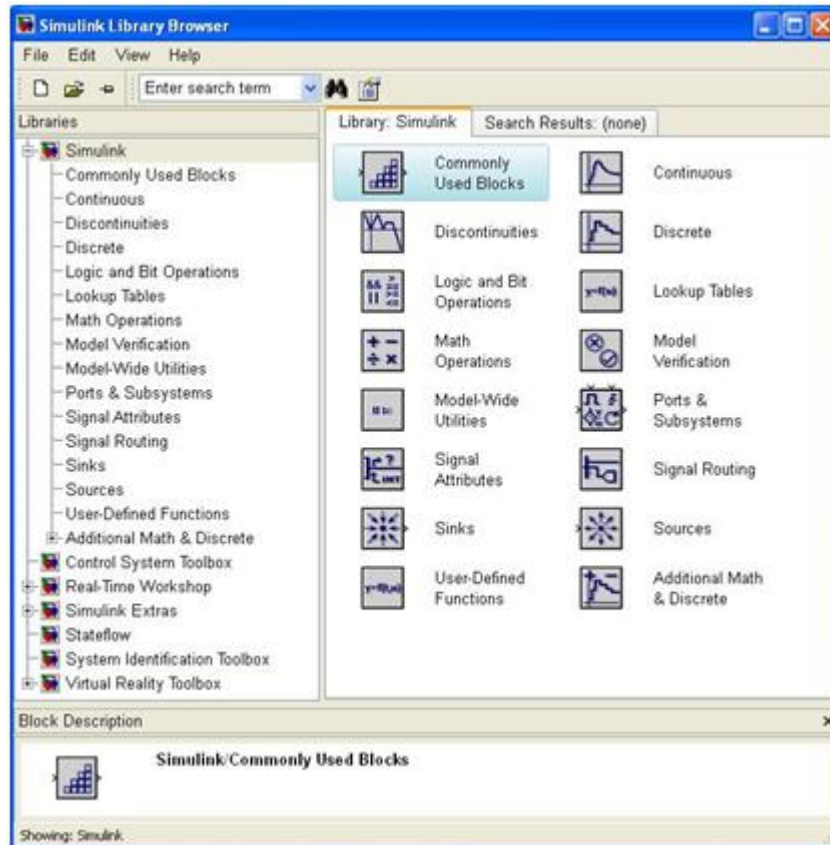 Simulink Library Browser
File Edit View Help
Enter search term
Libraries
Library: Simulink
Search Results: (none)
Simulink
Commonly Used Blocks
Continuous
Discontinuities
Discrete
Logic and Bit Operations
Lookup Tables
Math Operations
Model Verification
Model-Wide Utilities
Ports & Subsystems
Signal Attributes
Signal Routing
Sinks
Sources
User-Defined Functions
Additional Math & Discrete
Control System Toolbox
Real-Time Workshop
Simulink Extras
Stateflow
System Identification Toolbox
Virtual Reality Toolbox
Commonly
Used Blocks
Continuous
Discontinuities
Discrete
Logic and Bit
Operations
Lookup Tables
Math
Operations
Model
Verification
Model-Wide
Utilities
Ports &
Subsystems
Signal
Attributes
Signal Routing
Sinks
Sources
User-Defined
Functions
Additional Math
& Discrete
Block Description
Simulink/Commonly Used Blocks
Showing: Simulink